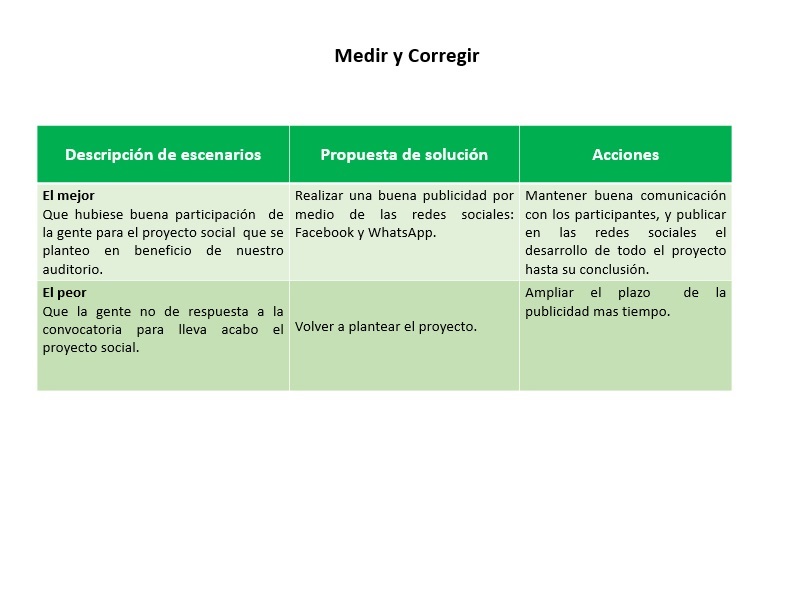 Medir y Corregir
Descripción de escenarios
Propuesta de solución
Acciones
El mejor
Que hubiese buena participación de
la gente para el proyecto social que se
planteo en beneficio de nuestro
auditorio.
Realizar una buena publicidad por
medio de las redes sociales:
Facebook y WhatsApp.
Mantener buena comunicación
con los participantes, y publicar
en las redes sociales el
desarrollo de todo el proyecto
hasta su conclusión.
El peor
Que la gente no de respuesta a la
convocatoria para lleva acabo el
proyecto social.
Volver a plantear el proyecto.
Ampliar el plazo de la
publicidad mas tiempo.